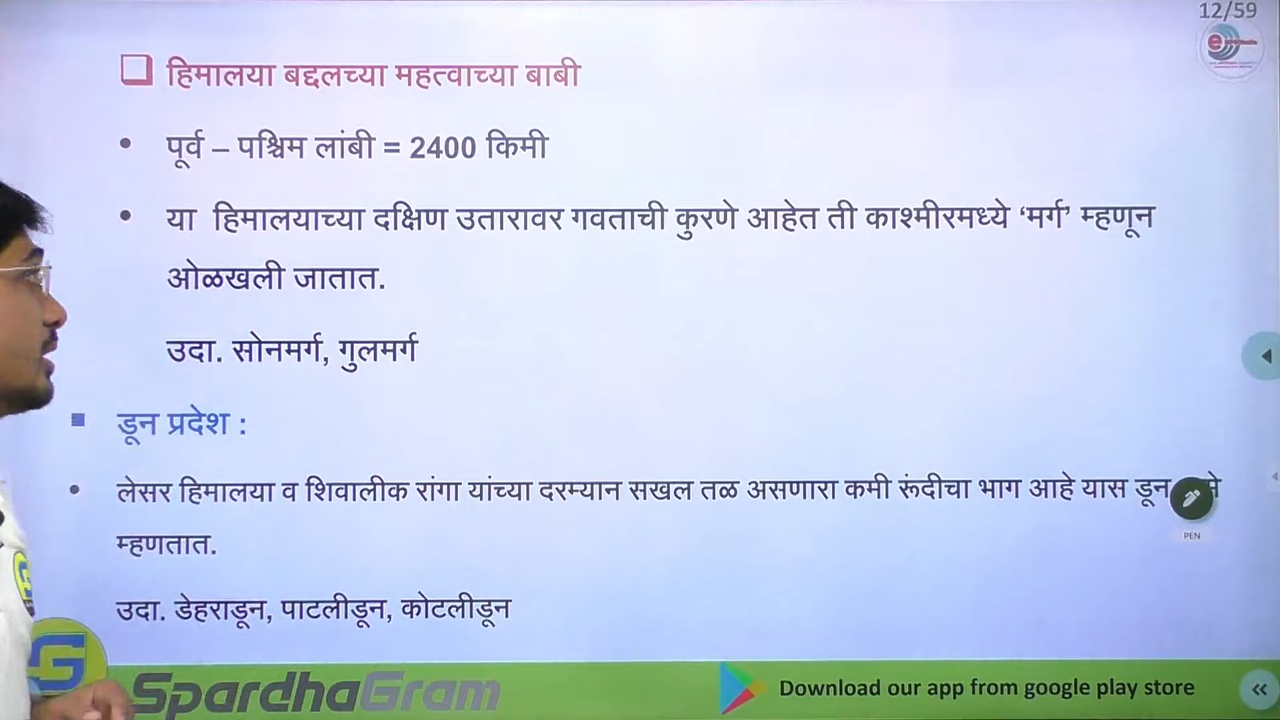 12/59
हिमालया बद्दलच्या महत्वाच्या बाबी
पूर्व – पश्चिम लांबी = 2400 किमी
या हिमालयाच्या दक्षिण उतारावर गवताची कुरणे आहेत ती काश्मीरमध्ये ‘मर्ग’ म्हणून
ओळखली जातात.
उदा. सोनमर्ग, गुलमर्ग
डून प्रदेश :
लेसर हिमालया व शिवालीक रांगा यांच्या दरम्यान सखल तळ असणारा कमी रूंदीचा भाग आहे यास डून
म्हणतात.
PEN
उदा. डेहराडून, पाटलीडून, कोटलीडून
SpardhaGram
Download our app from google play store